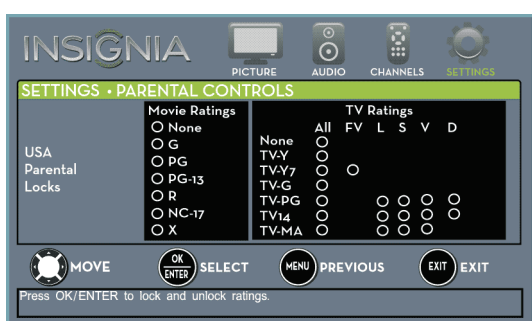 INSIGNIA
PICTURE AUDIO CHANNELS SETTINGS
SETTINGS • PARENTAL CONTROLS
USA
Parental
Locks
Movie Ratings
None
G
PG
PG-13
R
NC-17
X
TV Ratings
All FV L S V D
None
TV-Y
TV-Y7
TV-G
TV-PG
TV14
TV-MA
MOVE
OK
ENTER
SELECT
MENU PREVIOUS
EXIT EXIT
Press OK/ENTER to lock and unlock ratings.